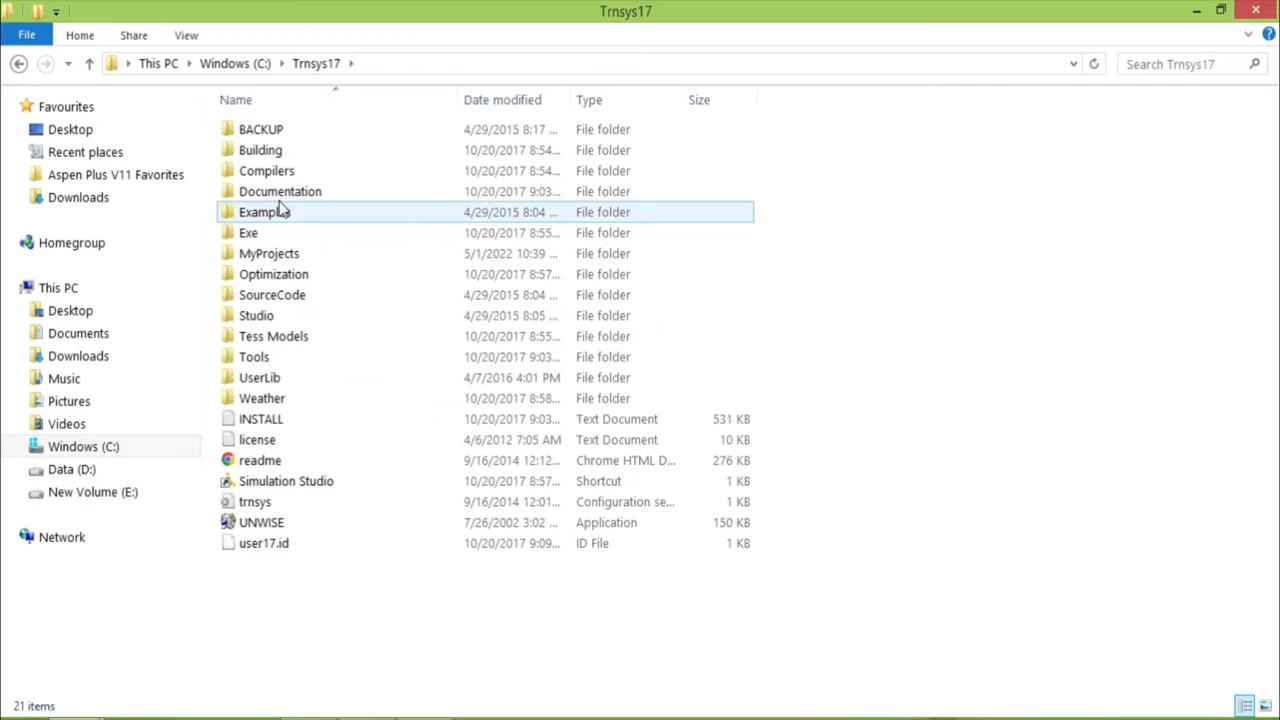 Trnsys17
File Home Share View
This PC Windows (C:) Trnsys17
Search Trnsys17
Name Date modified Type Size
Favourites
Desktop
Recent places
Aspen Plus V11 Favorites
Downloads
Homegroup
This PC
Desktop
Documents
Downloads
Music
Pictures
Videos
Windows (C:)
Data (D:)
New Volume (E:)
Network
BACKUP 4/29/2015 8:17 ... File folder
Building 10/20/2017 8:54... File folder
Compilers 10/20/2017 8:54... File folder
Documentation 10/20/2017 9:03... File folder
Examples 4/29/2015 8:04 ... File folder
Exe 10/20/2017 8:55... File folder
MyProjects 5/1/2022 10:39 ... File folder
Optimization 10/20/2017 8:57... File folder
SourceCode 4/29/2015 8:04 ... File folder
Studio 4/29/2015 8:05 ... File folder
Tess Models 10/20/2017 8:55... File folder
Tools 10/20/2017 9:03... File folder
UserLib 4/7/2016 4:01 PM File folder
Weather 10/20/2017 8:58... File folder
INSTALL 10/20/2017 9:03... Text Document 531 KB
license 4/6/2012 7:05 AM Text Document 10 KB
readme 9/16/2014 12:12... Chrome HTML D... 276 KB
Simulation Studio 10/20/2017 8:57... Shortcut 1 KB
trnsys 9/16/2014 12:01... Configuration se... 1 KB
UNWISE 7/26/2002 3:02 ... Application 150 KB
user17.id 10/20/2017 9:09... ID File 1 KB
21 items